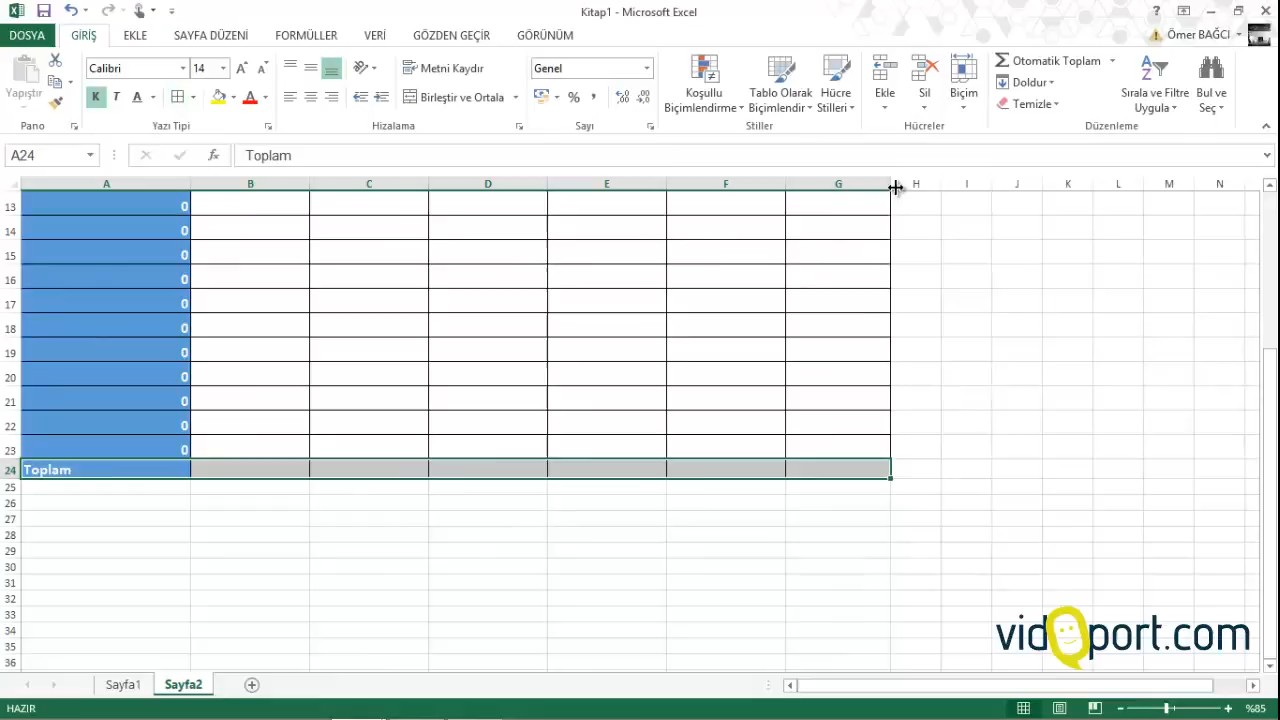 Kitap1 - Microsoft Excel
DOSYA GİRİŞ EKLE SAYFA DÜZENİ FORMÜLLER VERİ GÖZDEN GEÇİR GÖRÜNÜM Ömer BAĞCI
Yapıştır
Calibri 14
K T A
Metni Kaydır
Birleştir ve Ortala
Genel
%
Koşullu
Biçimlendirme
Tablo Olarak
Biçimlendir
Hücre
Stilleri
Ekle
Sil
Biçim
Otomatik Toplam
Doldur
Temizle
Sırala ve Filtre
Uygula
Bul ve
Seç
Pano Yazı Tipi Hizalama Sayı Stiller Hücreler Düzenleme
A24 fx Toplam
A B C D E F G H I J K L M N
13 0
14 0
15 0
16 0
17 0
18 0
19 0
20 0
21 0
22 0
23 0
24 Toplam
25
26
27
28
29
30
31
32
33
34
35
36
vidoport.com
Sayfa1 Sayfa2
HAZIR %85